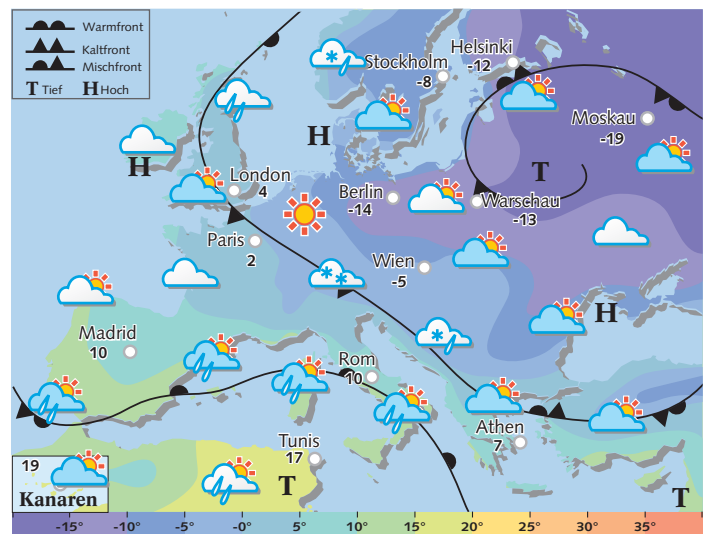 Warmfront
Kaltfront
Mischfront
T Tief H Hoch
Helsinki
-12
Stockholm
-8
Moskau
-19
H
H
T
London
4
Berlin
-14
Warschau
-13
Paris
2
Wien
-5
H
Madrid
10
Rom
10
Athen
7
Tunis
17
19
Kanaren
T
T
-15° -10° -5° -0° 5° 10° 15° 20° 25° 30° 35°